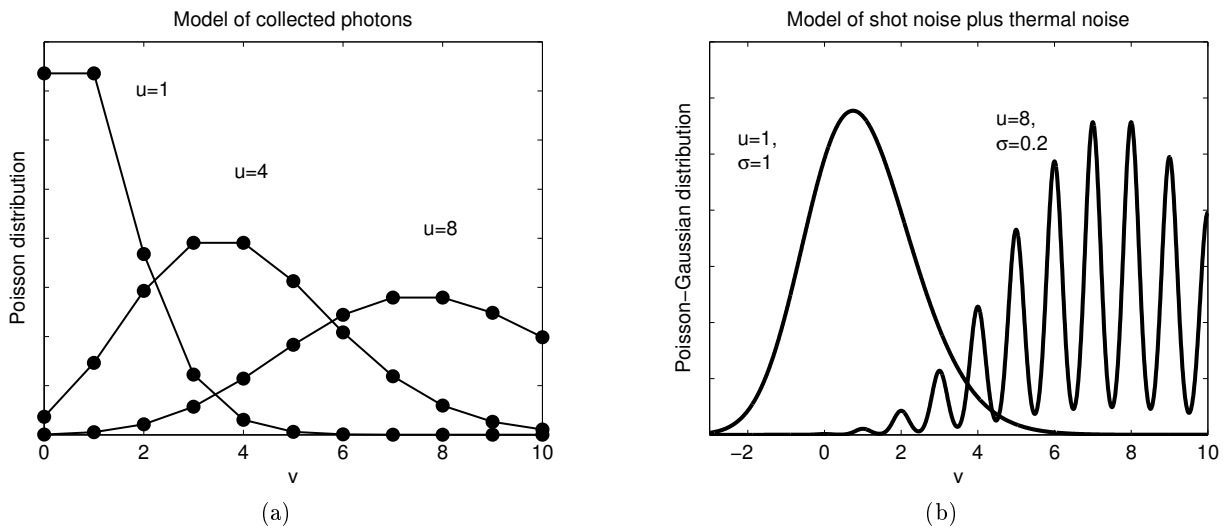 Model of collected photons
Poisson distribution
u=1
u=4
u=8
0 2 4 6 8 10
v
(a)
Model of shot noise plus thermal noise
Poisson−Gaussian distribution
u=1,
σ=1
u=8,
σ=0.2
−2 0 2 4 6 8 10
v
(b)